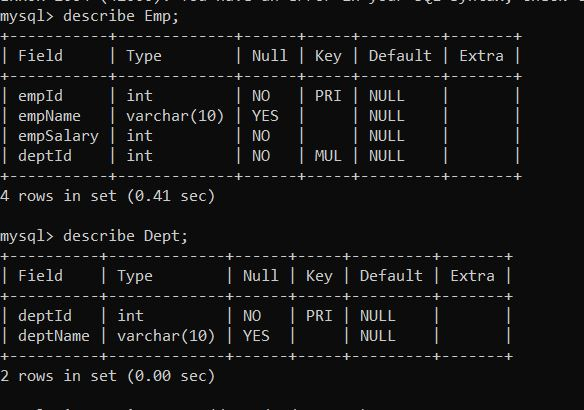 mysql> describe Emp;
+-----------+-------------+------+-----+---------+-------+
| Field     | Type        | Null | Key | Default | Extra |
+-----------+-------------+------+-----+---------+-------+
| empId     | int         | NO   | PRI | NULL    |       |
| empName   | varchar(10) | YES  |     | NULL    |       |
| empSalary | int         | NO   |     | NULL    |       |
| deptId    | int         | NO   | MUL | NULL    |       |
+-----------+-------------+------+-----+---------+-------+
4 rows in set (0.41 sec)
mysql> describe Dept;
+----------+-------------+------+-----+---------+-------+
| Field    | Type        | Null | Key | Default | Extra |
+----------+-------------+------+-----+---------+-------+
| deptId   | int         | NO   | PRI | NULL    |       |
| deptName | varchar(10) | YES  |     | NULL    |       |
+----------+-------------+------+-----+---------+-------+
2 rows in set (0.00 sec)